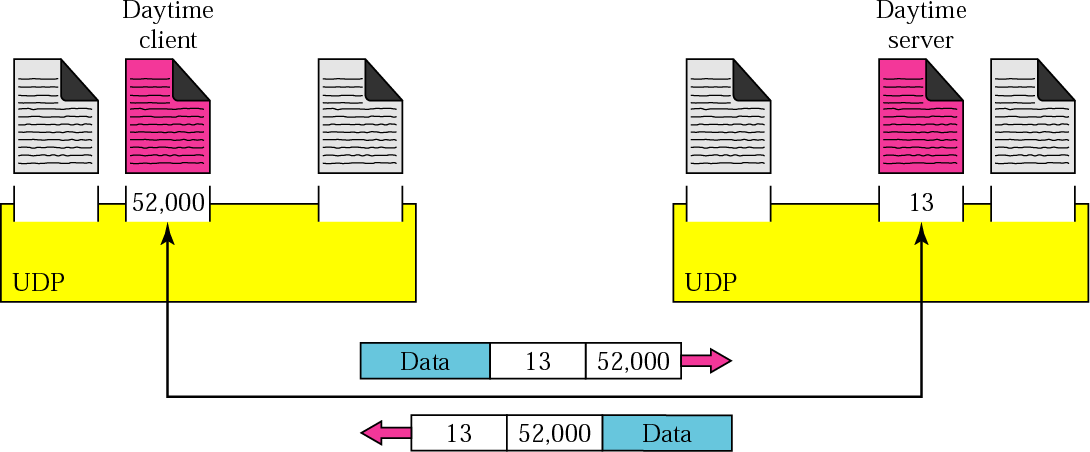 Daytime
client
Daytime
server
52,000
13
UDP
UDP
Data 13 52,000
13 52,000 Data